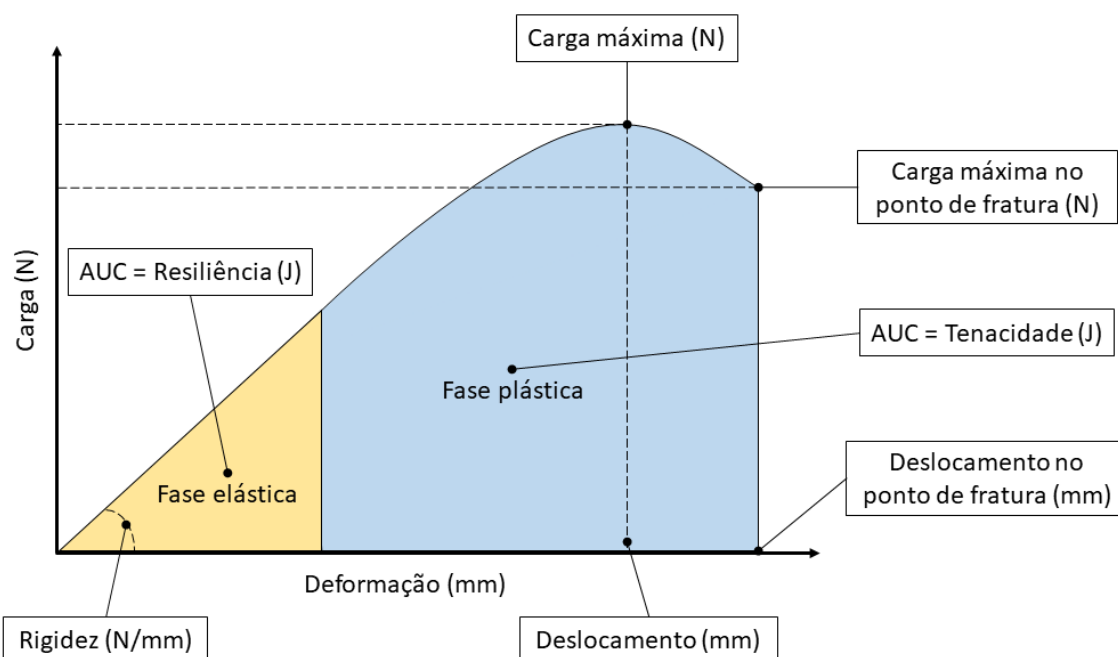 Carga máxima (N)
Carga máxima no
ponto de fratura (N)
AUC = Resiliência (J)
Carga (N)
AUC = Tenacidade (J)
Fase plástica
Fase elástica
Deslocamento no
ponto de fratura (mm)
Deformação (mm)
Rigidez (N/mm)
Deslocamento (mm)